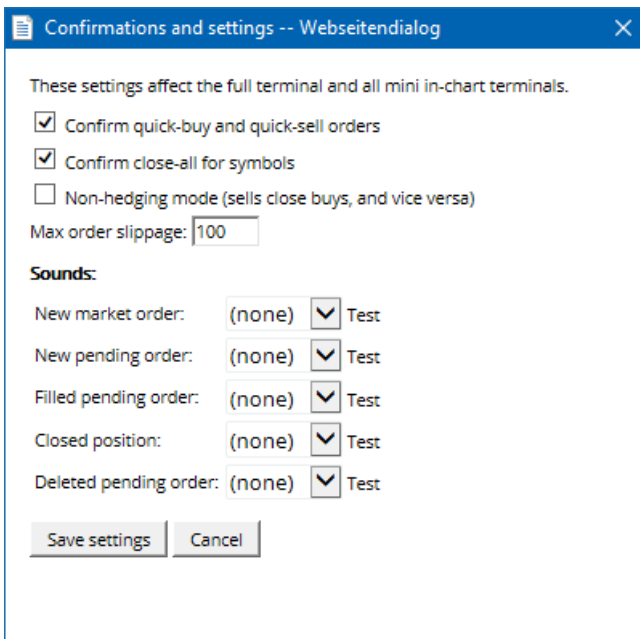 Confirmations and settings -- Webseitendialog
These settings affect the full terminal and all mini in-chart terminals.
Confirm quick-buy and quick-sell orders
Confirm close-all for symbols
Non-hedging mode (sells close buys, and vice versa)
Max order slippage: 100
Sounds:
New market order: (none) Test
New pending order: (none) Test
Filled pending order: (none) Test
Closed position: (none) Test
Deleted pending order: (none) Test
Save settings Cancel